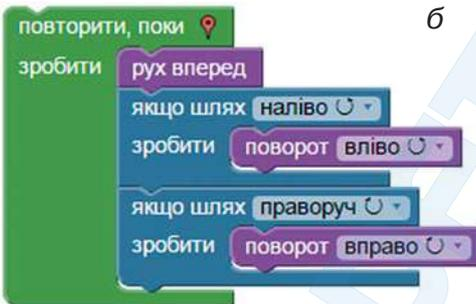 б
повторити, поки
зробити рух вперед
якщо шлях наліво ↺
зробити поворот вліво ↺
якщо шлях праворуч ↻
зробити поворот вправо ↻